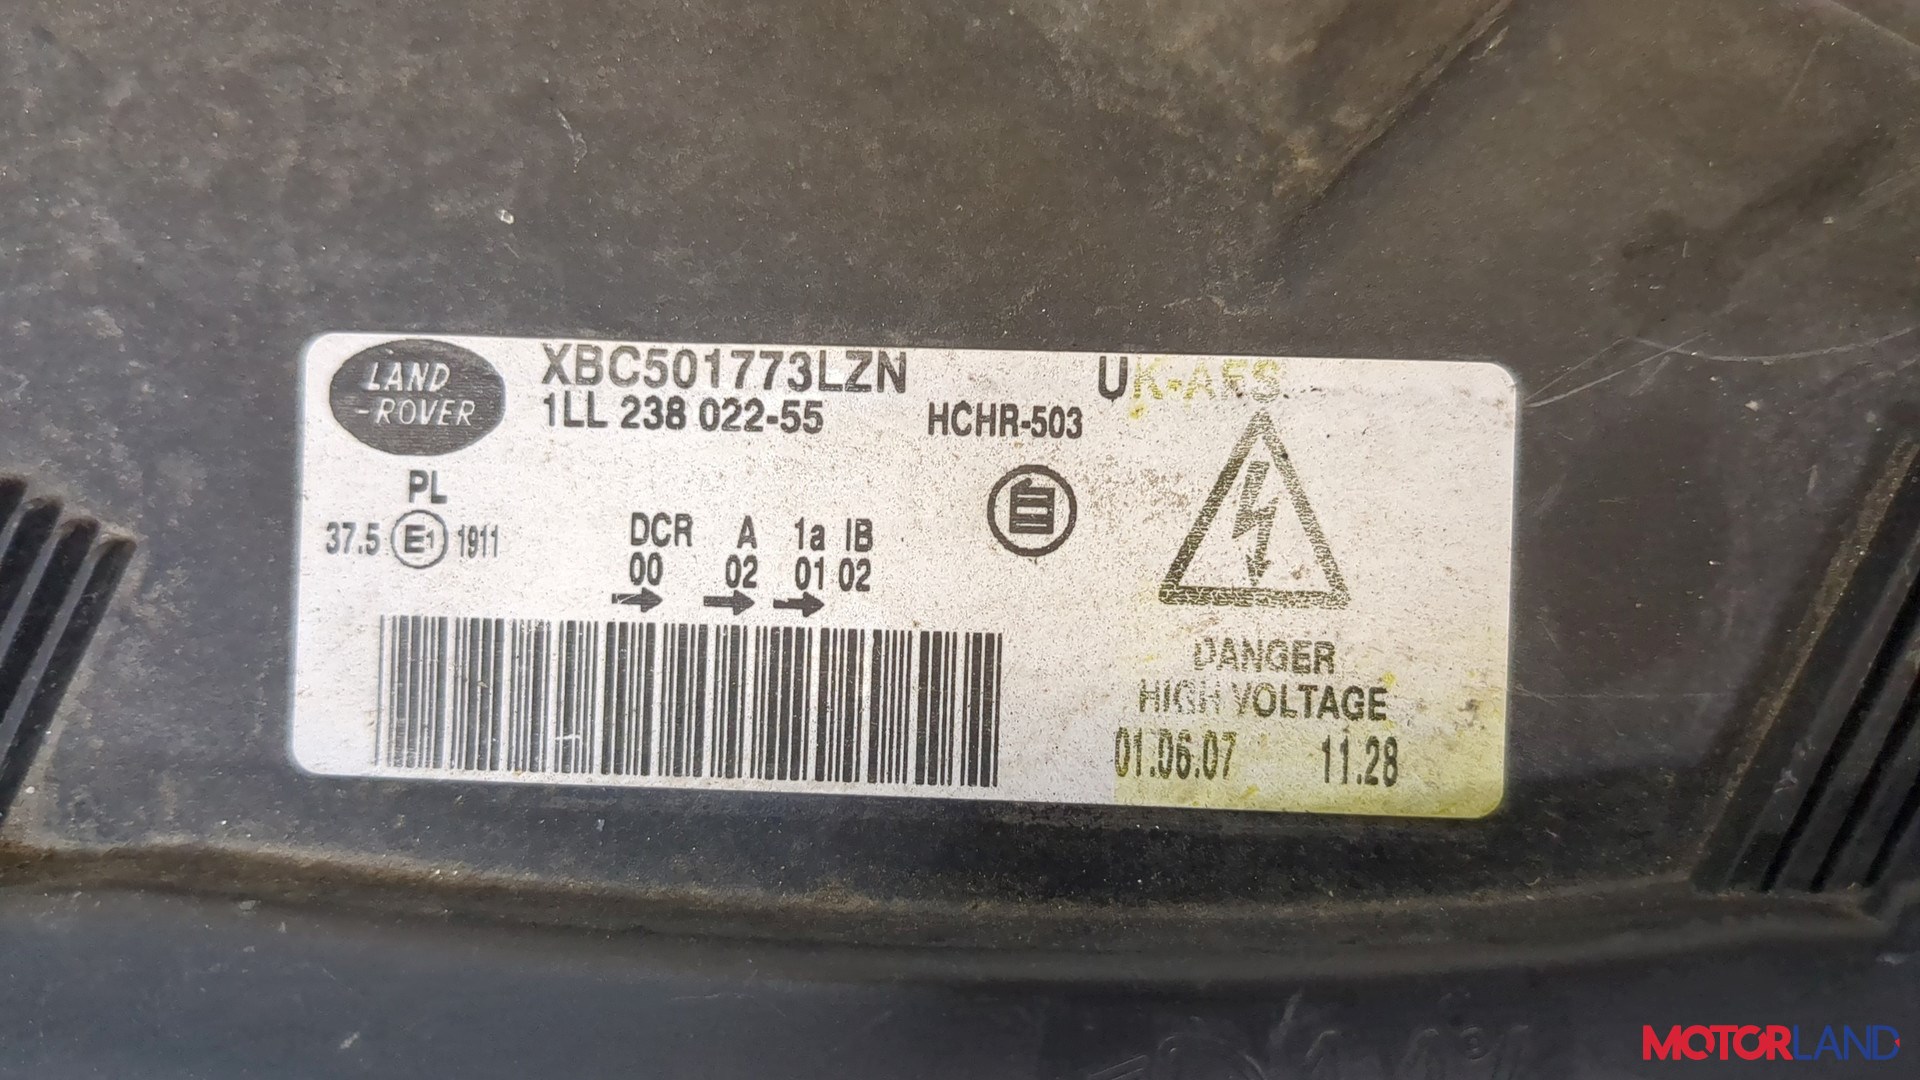 LAND
-ROVER
XBC501773LZN
UK-AFS
1LL 238 022-55
HCHR-503
PL
37.5 E1 1911
DCR A 1a IB
00 02 01 02
DANGER
HIGH VOLTAGE
01.06.07 11.28
MOTORLAND